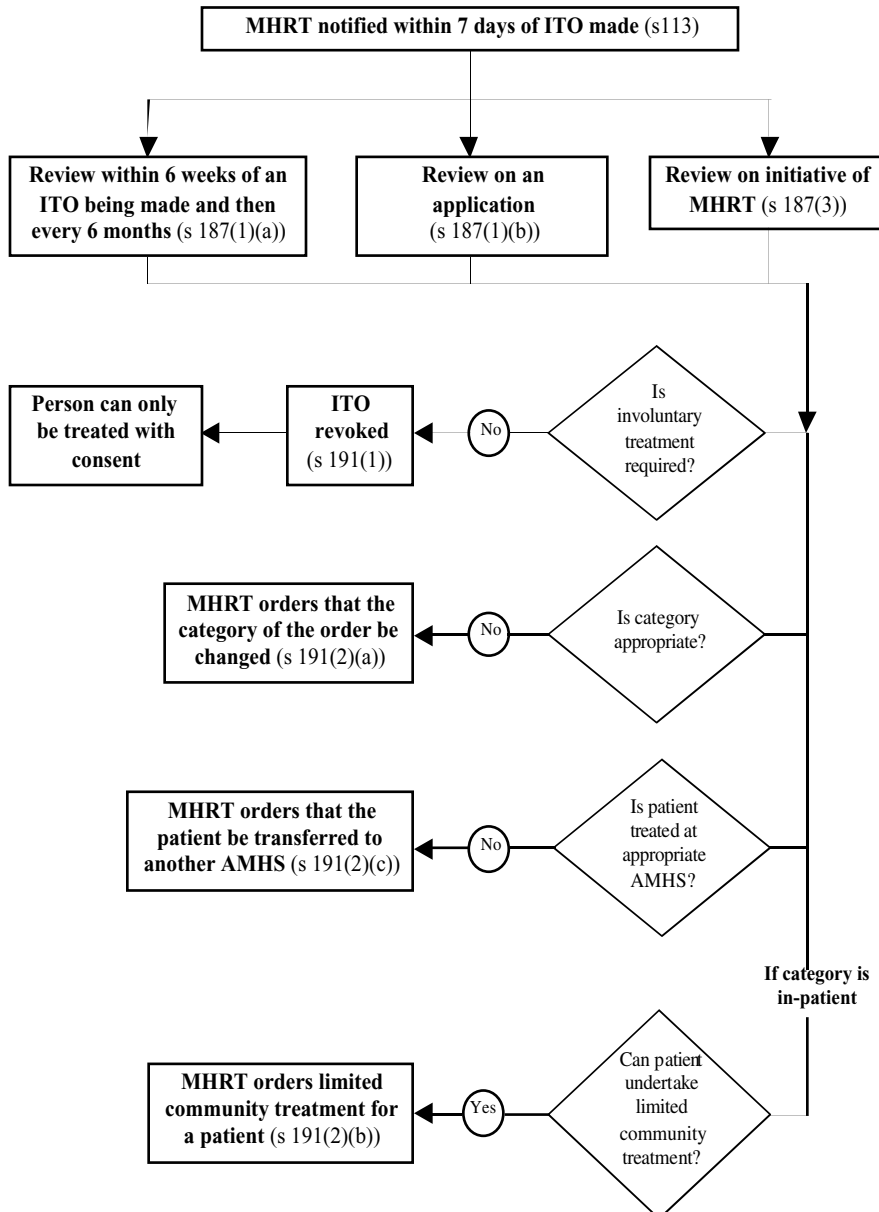 MHRT notified within 7 days of ITO made (s113)
Review within 6 weeks of an
ITO being made and then
every 6 months (s 187(1)(a))
Review on an
application
(s 187(1)(b))
Review on initiative of
MHRT (s 187(3))
Person can only
be treated with
consent
ITO
revoked
(s 191(1))
No
Is
involuntary
treatment
required?
MHRT orders that the
category of the order be
changed (s 191(2)(a))
No
Is category
appropriate?
MHRT orders that the
patient be transferred to
another AMHS (s 191(2)(c))
No
Is patient
treated at
appropriate
AMHS?
If category is
in-patient
MHRT orders limited
community treatment for
a patient (s 191(2)(b))
Yes
Can patient
undertake
limited
community
treatment?